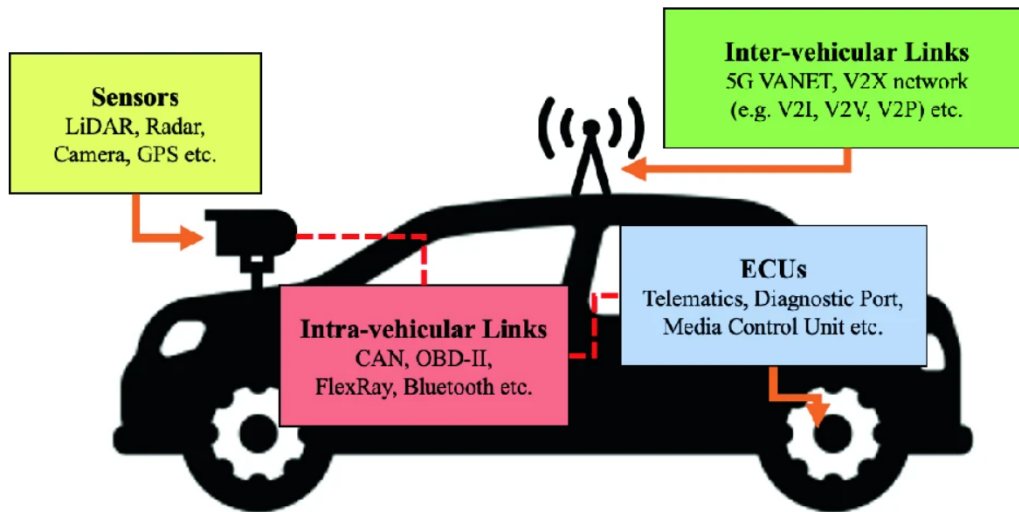 Sensors
LiDAR, Radar,
Camera, GPS etc.
Inter-vehicular Links
5G VANET, V2X network
(e.g. V2I, V2V, V2P) etc.
ECUs
Telematics, Diagnostic Port,
Media Control Unit etc.
Intra-vehicular Links
CAN, OBD-II,
FlexRay, Bluetooth etc.